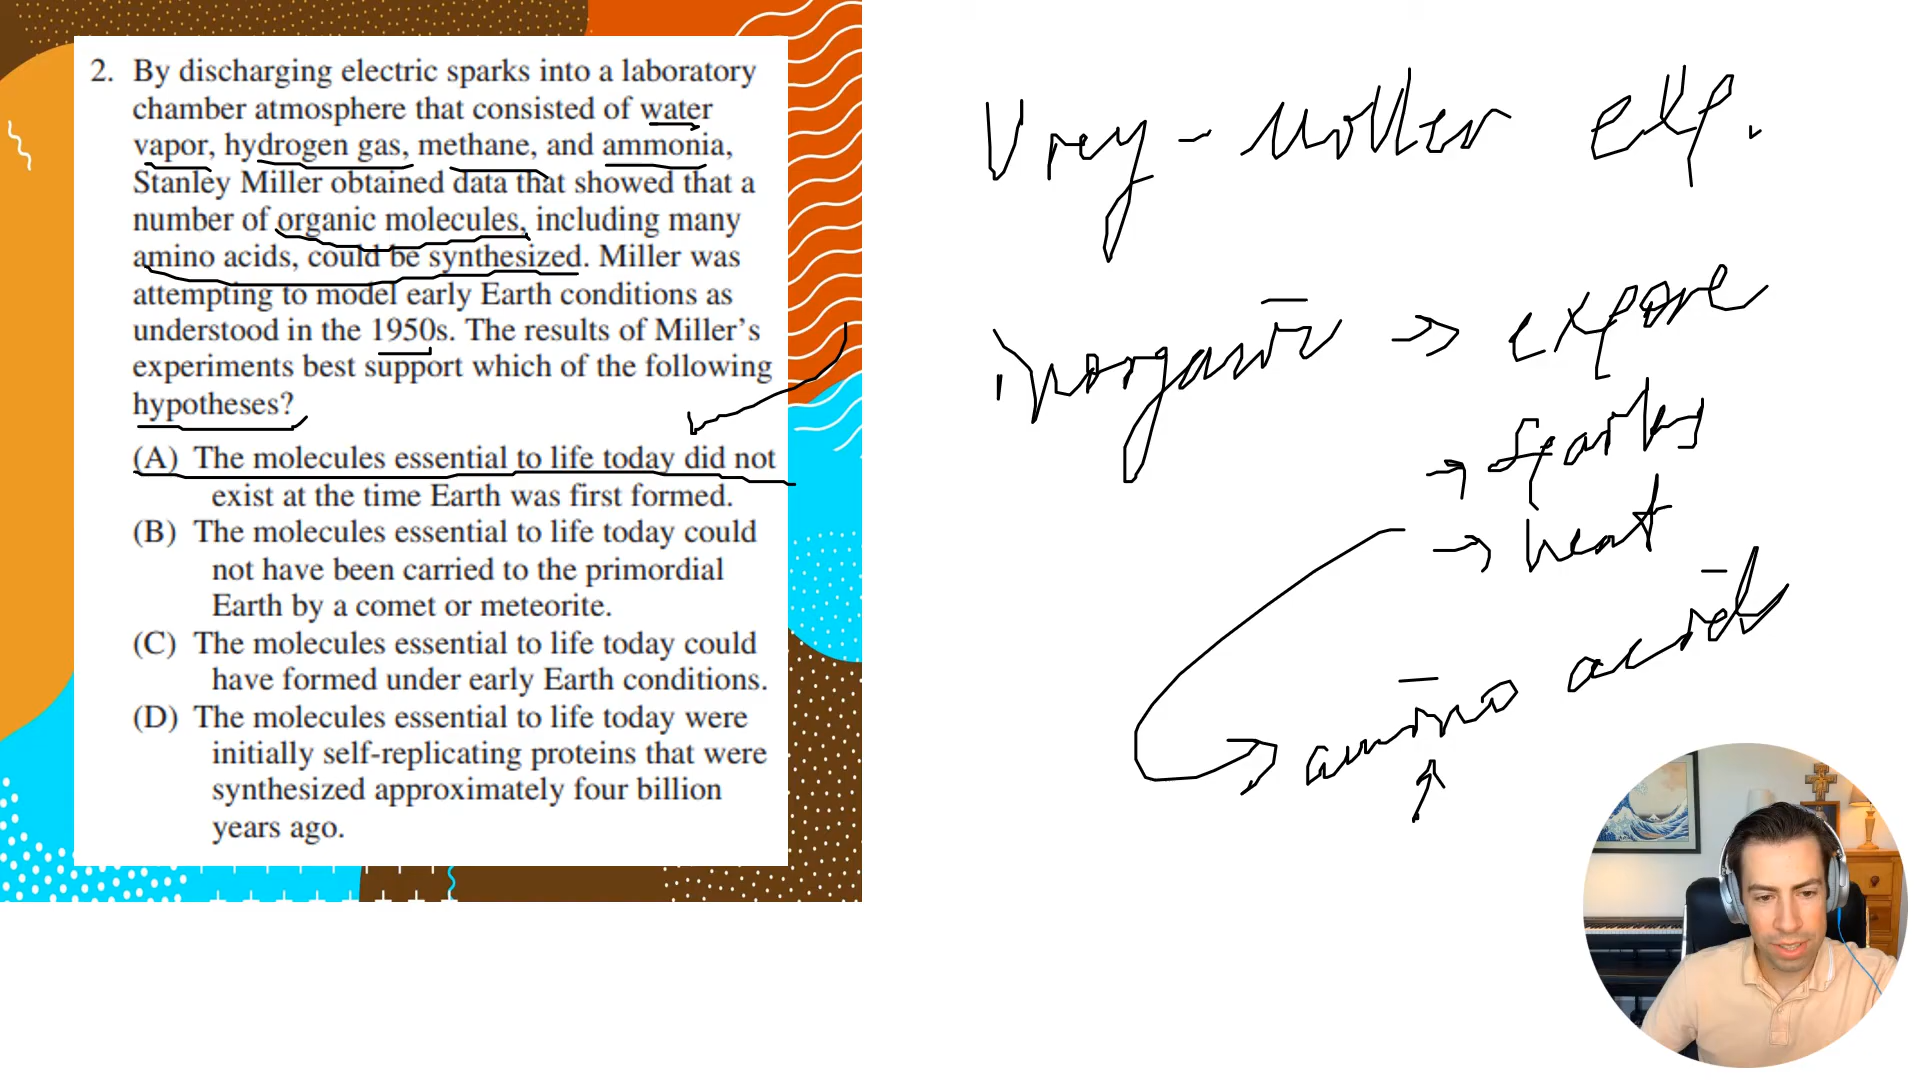 2. By discharging electric sparks into a laboratory
chamber atmosphere that consisted of water
vapor, hydrogen gas, methane, and ammonia,
Stanley Miller obtained data that showed that a
number of organic molecules, including many
amino acids, could be synthesized. Miller was
attempting to model early Earth conditions as
understood in the 1950s. The results of Miller's
experiments best support which of the following
hypotheses?
(A) The molecules essential to life today did not
exist at the time Earth was first formed.
(B) The molecules essential to life today could
not have been carried to the primordial
Earth by a comet or meteorite.
(C) The molecules essential to life today could
have formed under early Earth conditions.
(D) The molecules essential to life today were
initially self-replicating proteins that were
synthesized approximately four billion
years ago.
Urey - Miller exp.
inorganic → expose
→ sparks
→ heat
→ amino acids